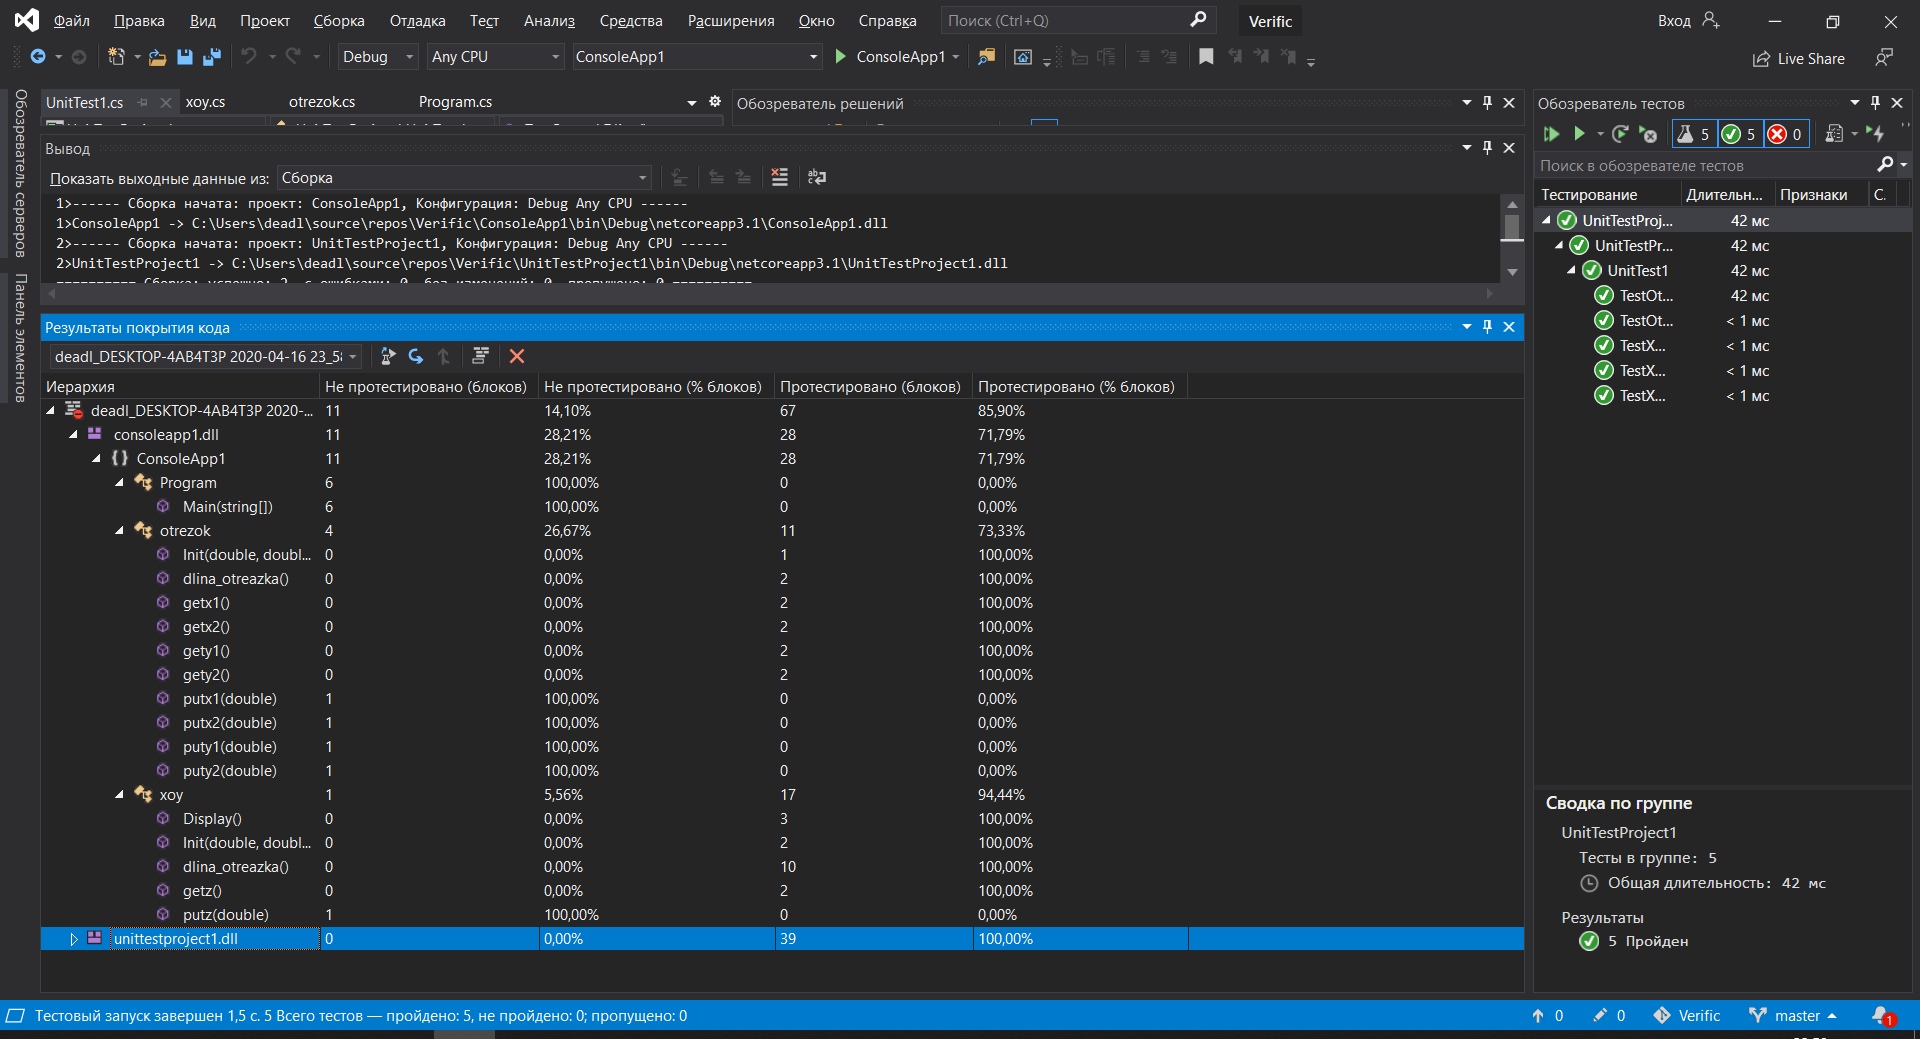 Файл Правка Вид Проект Сборка Отладка Тест Анализ Средства Расширения Окно Справка Поиск (Ctrl+Q) Verific Вход
Debug Any CPU ConsoleApp1 ConsoleApp1 Live Share
Обозреватель серверов
Панель элементов
UnitTest1.cs xoy.cs otrezok.cs Program.cs
Обозреватель решений
Вывод
Показать выходные данные из: Сборка
1>------ Сборка начата: проект: ConsoleApp1, Конфигурация: Debug Any CPU ------
1>ConsoleApp1 -> C:\Users\deadl\source\repos\Verific\ConsoleApp1\bin\Debug\netcoreapp3.1\ConsoleApp1.dll
2>------ Сборка начата: проект: UnitTestProject1, Конфигурация: Debug Any CPU ------
2>UnitTestProject1 -> C:\Users\deadl\source\repos\Verific\UnitTestProject1\bin\Debug\netcoreapp3.1\UnitTestProject1.dll
========== Сборка: успешно: 2, с ошибками: 0, без изменений: 0, пропущено: 0 ==========
Результаты покрытия кода
deadl_DESKTOP-4AB4T3P 2020-04-16 23_58
Иерархия Не протестировано (блоков) Не протестировано (% блоков) Протестировано (блоков) Протестировано (% блоков)
deadl_DESKTOP-4AB4T3P 2020-... 11 14,10% 67 85,90%
consoleapp1.dll 11 28,21% 28 71,79%
{} ConsoleApp1 11 28,21% 28 71,79%
Program 6 100,00% 0 0,00%
Main(string[]) 6 100,00% 0 0,00%
otrezok 4 26,67% 11 73,33%
Init(double, doubl... 0 0,00% 1 100,00%
dlina_otreazka() 0 0,00% 2 100,00%
getx1() 0 0,00% 2 100,00%
getx2() 0 0,00% 2 100,00%
gety1() 0 0,00% 2 100,00%
gety2() 0 0,00% 2 100,00%
putx1(double) 1 100,00% 0 0,00%
putx2(double) 1 100,00% 0 0,00%
puty1(double) 1 100,00% 0 0,00%
puty2(double) 1 100,00% 0 0,00%
xoy 1 5,56% 17 94,44%
Display() 0 0,00% 3 100,00%
Init(double, doubl... 0 0,00% 2 100,00%
dlina_otreazka() 0 0,00% 10 100,00%
getz() 0 0,00% 2 100,00%
putz(double) 1 100,00% 0 0,00%
unittestproject1.dll 0 0,00% 39 100,00%
Обозреватель тестов
5 5 0
Поиск в обозревателе тестов
Тестирование Длительн... Признаки С.
UnitTestProj... 42 мс
UnitTestPr... 42 мс
UnitTest1 42 мс
TestOt... 42 мс
TestOt... < 1 мс
TestX... < 1 мс
TestX... < 1 мс
TestX... < 1 мс
Сводка по группе
UnitTestProject1
Тесты в группе: 5
Общая длительность: 42 мс
Результаты
5 Пройден
Тестовый запуск завершен 1,5 с. 5 Всего тестов — пройдено: 5, не пройдено: 0; пропущено: 0
0 0 Verific master 1